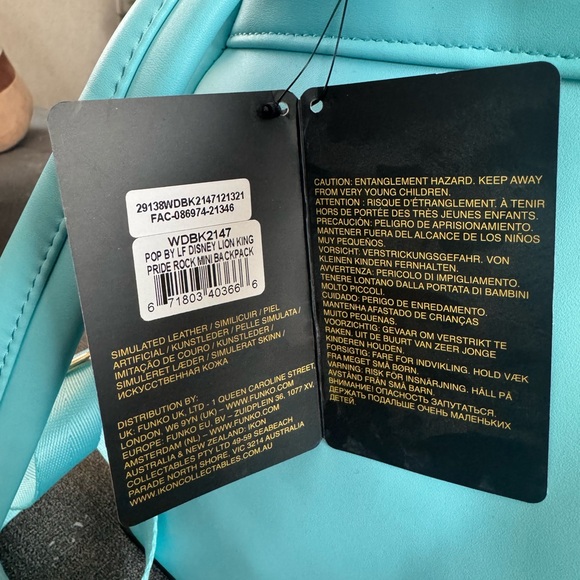 29138WDBK2147121321
FAC-086974-21346
WDBK2147
POP BY LF DISNEY LION KING
PRIDE ROCK MINI BACKPACK
6 71803 40366 6
SIMULATED LEATHER / SIMILICUIR / PIEL
ARTIFICIAL / KUNSTLEDER / PELLE SIMULATA /
IMITAÇÃO DE COURO / KUNSTLEDER /
SIMULERET LÆDER / SIMULERAT SKINN /
ИСКУССТВЕННАЯ КОЖА
DISTRIBUTION BY:
UK: FUNKO UK, LTD - 1 QUEEN CAROLINE STREET,
LONDON, W6 9YN (UK) - WWW.FUNKO.COM
EUROPE: FUNKO EU, BV – ZUIDPLEIN 36, 1077 XV,
AMSTERDAM (NL) – WWW.FUNKO.COM
AUSTRALIA & NEW ZEALAND: IKON
COLLECTABLES PTY LTD 49-59 SEABEACH
PARADE NORTH SHORE, VIC 3214 AUSTRALIA
WWW.IKONCOLLECTABLES.COM.AU
CAUTION: ENTANGLEMENT HAZARD. KEEP AWAY
FROM VERY YOUNG CHILDREN.
ATTENTION : RISQUE D'ÉTRANGLEMENT. À TENIR
HORS DE PORTÉE DES TRÈS JEUNES ENFANTS.
PRECAUCIÓN: PELIGRO DE APRISIONAMIENTO.
MANTENER FUERA DEL ALCANCE DE LOS NIÑOS
MUY PEQUEÑOS.
VORSICHT: VERSTRICKUNGSGEFAHR. VON
KLEINEN KINDERN FERNHALTEN.
AVVERTENZA: PERICOLO DI IMPIGLIAMENTO.
TENERE LONTANO DALLA PORTATA DI BAMBINI
MOLTO PICCOLI.
CUIDADO: PERIGO DE ENREDAMENTO.
MANTENHA AFASTADO DE CRIANÇAS
MUITO PEQUENAS.
VOORZICHTIG: GEVAAR OM VERSTRIKT TE
RAKEN. UIT DE BUURT VAN ZEER JONGE
KINDEREN HOUDEN.
FORSIGTIG: FARE FOR INDVIKLING. HOLD VÆK
FRA MEGET SMÅ BØRN.
VARNING: RISK FÖR INSNÄRJNING. HÅLL PÅ
AVSTÅND FRÅN SMÅ BARN.
ВНИМАНИЕ! ОПАСНОСТЬ ЗАПУТАТЬСЯ.
ДЕРЖАТЬ ПОДАЛЬШЕ ОЧЕНЬ МАЛЕНЬКИХ
ДЕТЕЙ.